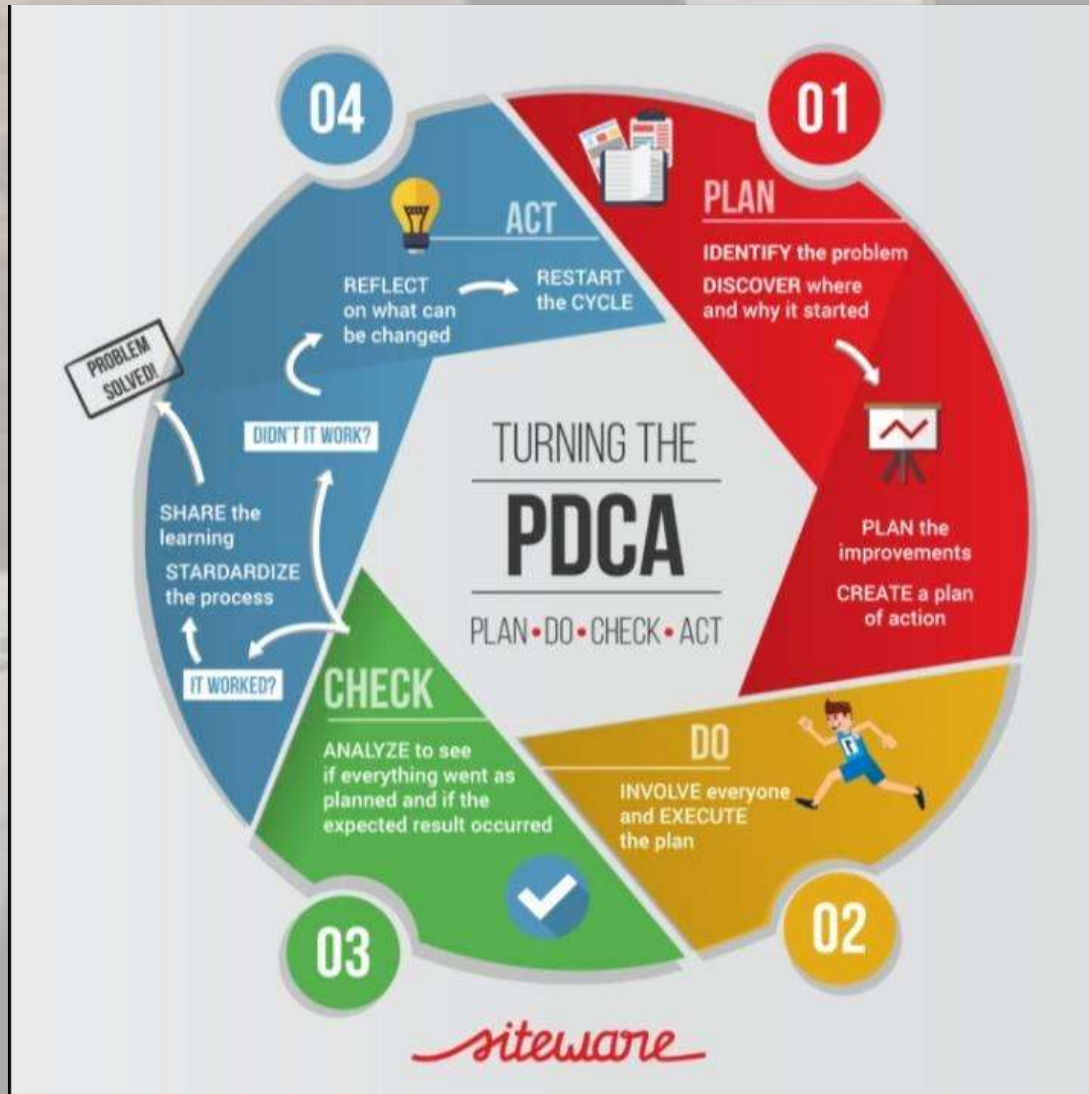 01
PLAN
IDENTIFY the problem
DISCOVER where
and why it started
PLAN the
improvements
CREATE a plan
of action
02
DO
INVOLVE everyone
and EXECUTE
the plan
03
CHECK
ANALYZE to see
if everything went as
planned and if the
expected result occurred
04
ACT
IT WORKED?
STARDARDIZE
the process
SHARE the
learning
PROBLEM
SOLVED!
DIDN'T IT WORK?
REFLECT
on what can
be changed
RESTART
the CYCLE
TURNING THE
PDCA
PLAN•DO•CHECK•ACT
siteware